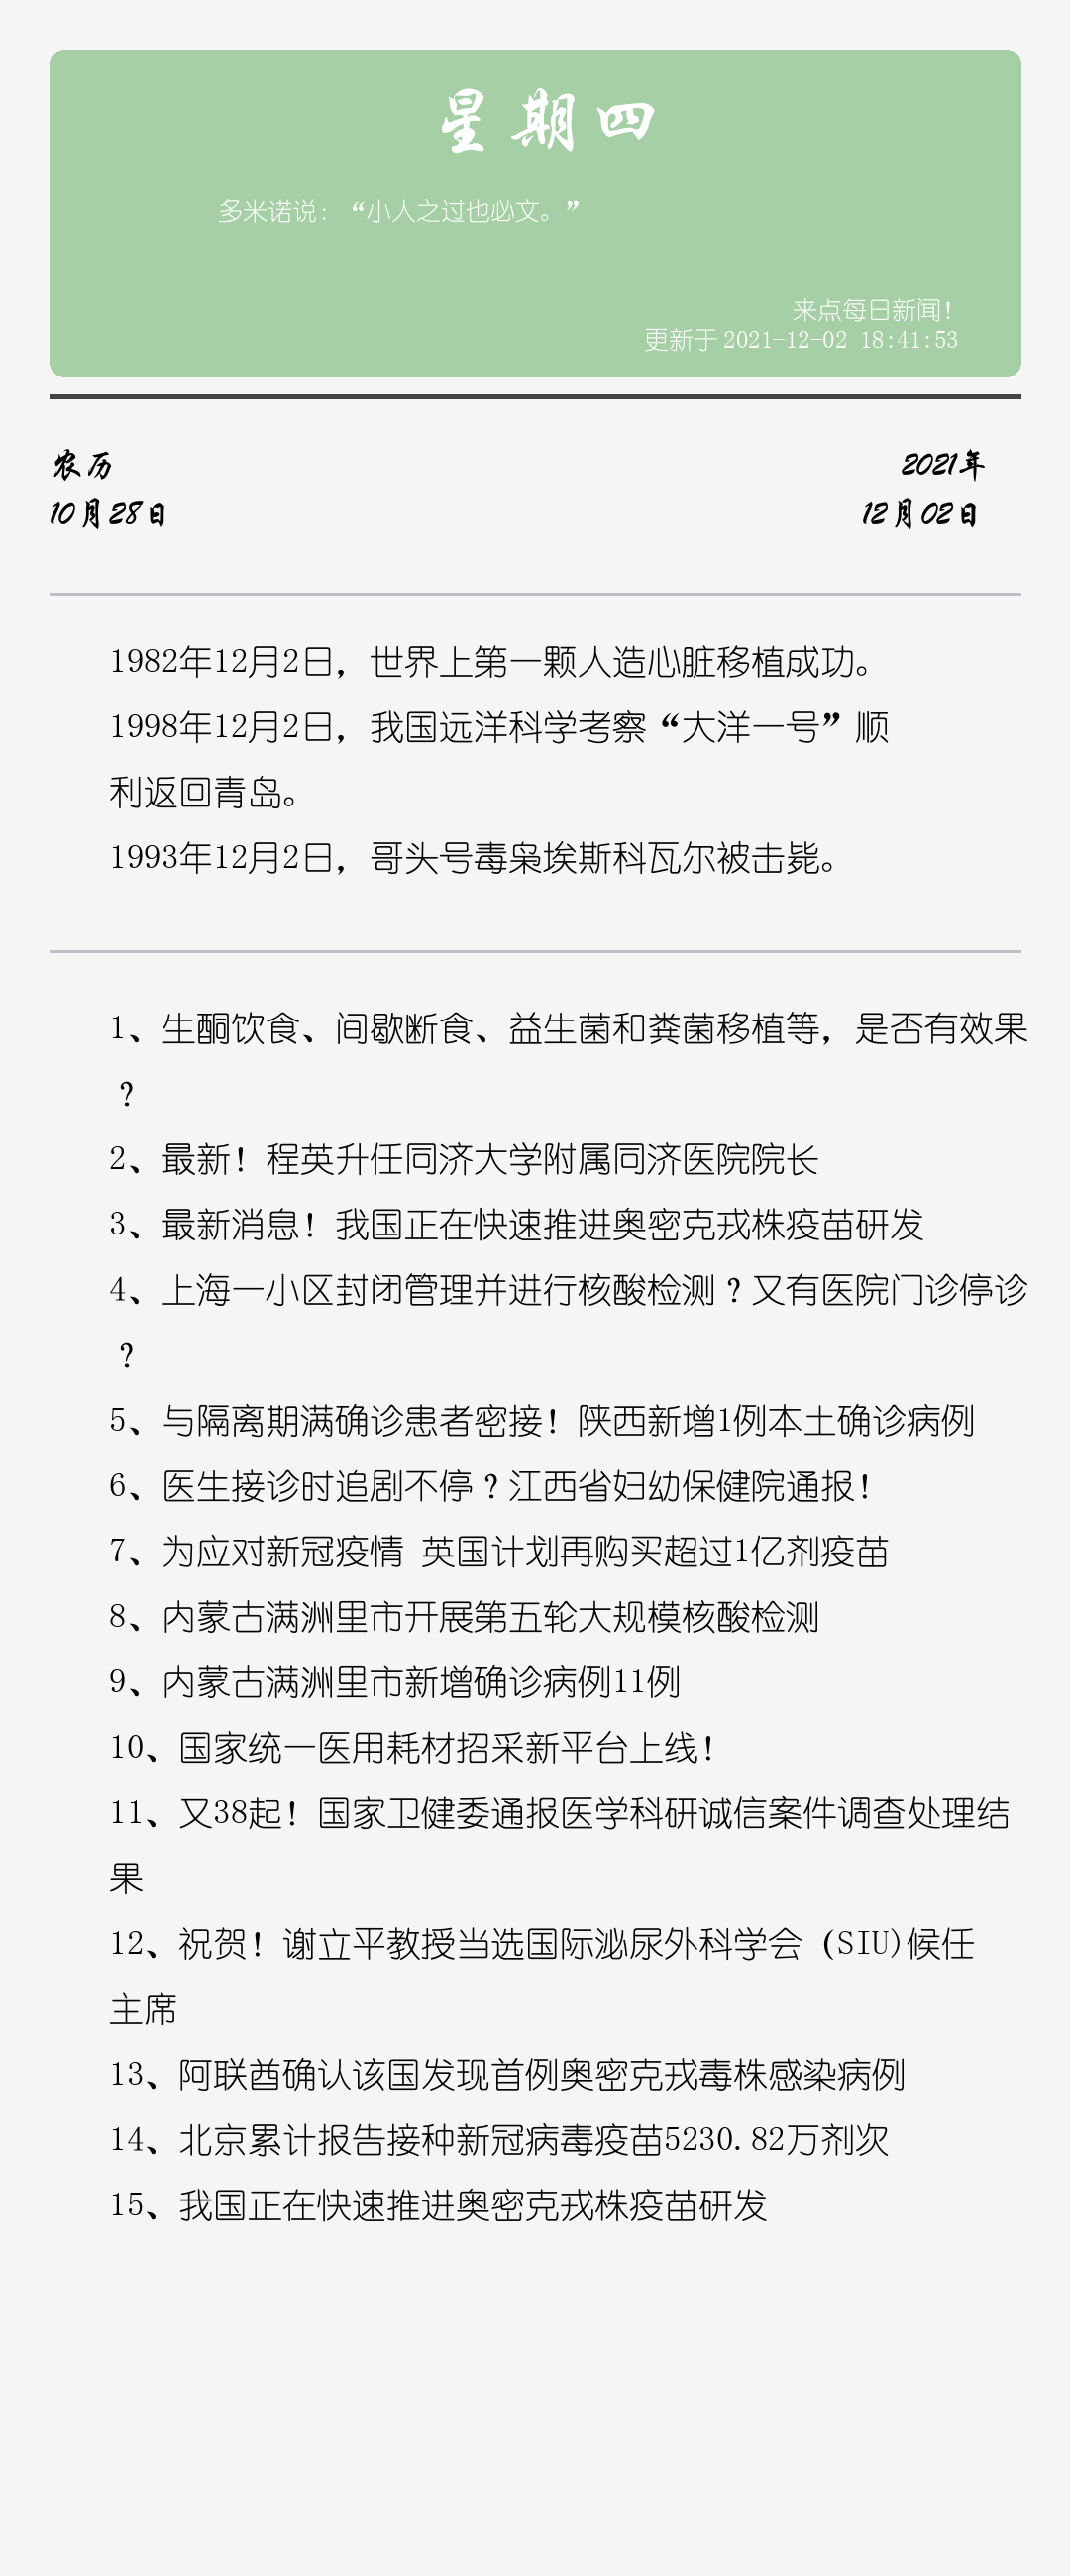 星期四
多米诺说：“小人之过也必文。”
来点每日新闻！
更新于2021-12-02 18:41:53
农历
10月28日
2021年
12月02日
1982年12月2日，世界上第一颗人造心脏移植成功。
1998年12月2日，我国远洋科学考察“大洋一号”顺
利返回青岛。
1993年12月2日，哥头号毒枭埃斯科瓦尔被击毙。
1、生酮饮食、间歇断食、益生菌和粪菌移植等，是否有效果
？
2、最新！程英升任同济大学附属同济医院院长
3、最新消息！我国正在快速推进奥密克戎株疫苗研发
4、上海一小区封闭管理并进行核酸检测？又有医院门诊停诊
？
5、与隔离期满确诊患者密接！陕西新增1例本土确诊病例
6、医生接诊时追剧不停？江西省妇幼保健院通报！
7、为应对新冠疫情 英国计划再购买超过1亿剂疫苗
8、内蒙古满洲里市开展第五轮大规模核酸检测
9、内蒙古满洲里市新增确诊病例11例
10、国家统一医用耗材招采新平台上线！
11、又38起！国家卫健委通报医学科研诚信案件调查处理结
果
12、祝贺！谢立平教授当选国际泌尿外科学会（SIU)候任
主席
13、阿联酋确认该国发现首例奥密克戎毒株感染病例
14、北京累计报告接种新冠病毒疫苗5230.82万剂次
15、我国正在快速推进奥密克戎株疫苗研发